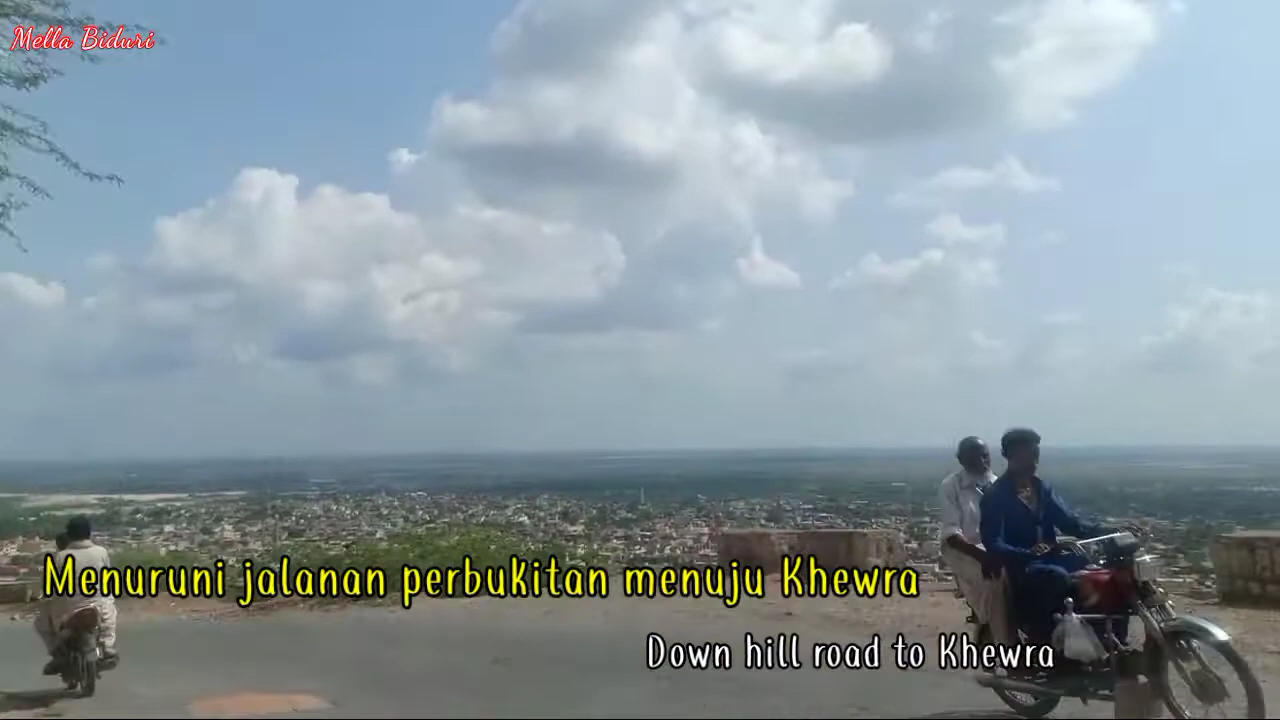 Mella Biduri
Menuruni jalanan perbukitan menuju Khewra
Down hill road to Khewra